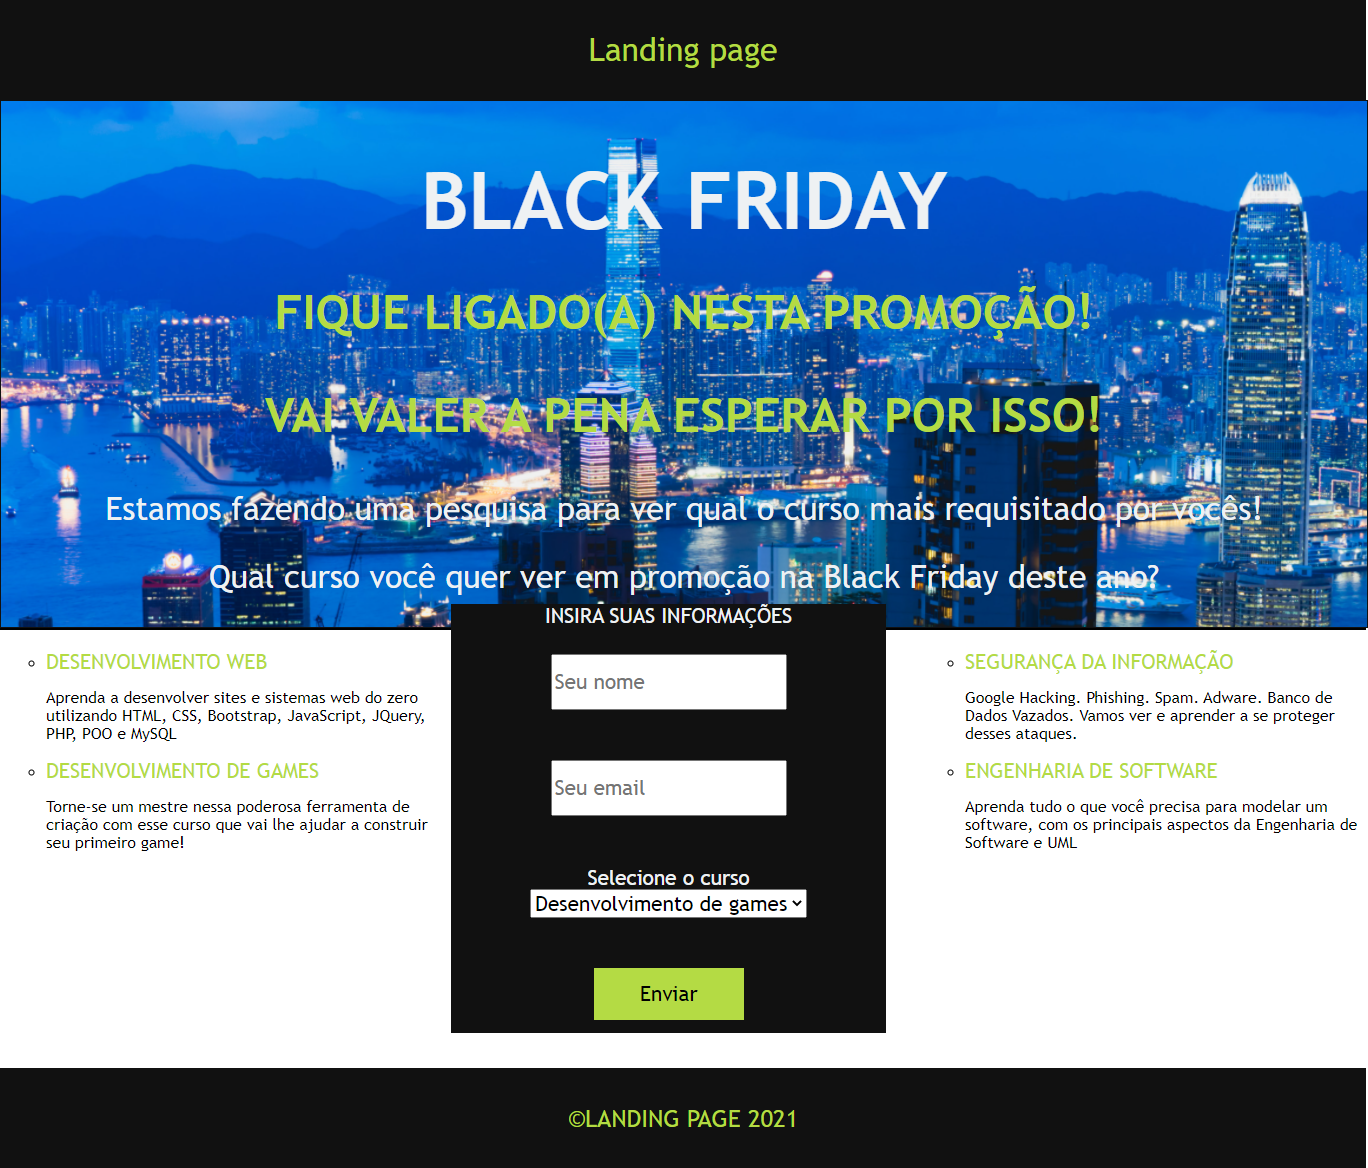 Landing page
BLACK FRIDAY
FIQUE LIGADO(A) NESTA PROMOÇÃO!
VAI VALER A PENA ESPERAR POR ISSO!
Estamos fazendo uma pesquisa para ver qual o curso mais requisitado por vocês!
Qual curso você quer ver em promoção na Black Friday deste ano?
DESENVOLVIMENTO WEB
Aprenda a desenvolver sites e sistemas web do zero
utilizando HTML, CSS, Bootstrap, JavaScript, JQuery,
PHP, POO e MySQL
DESENVOLVIMENTO DE GAMES
Torne-se um mestre nessa poderosa ferramenta de
criação com esse curso que vai lhe ajudar a construir
seu primeiro game!
INSIRA SUAS INFORMAÇÕES
Seu nome
Seu email
Selecione o curso
Desenvolvimento de games
Enviar
SEGURANÇA DA INFORMAÇÃO
Google Hacking. Phishing. Spam. Adware. Banco de
Dados Vazados. Vamos ver e aprender a se proteger
desses ataques.
ENGENHARIA DE SOFTWARE
Aprenda tudo o que você precisa para modelar um
software, com os principais aspectos da Engenharia de
Software e UML
©LANDING PAGE 2021